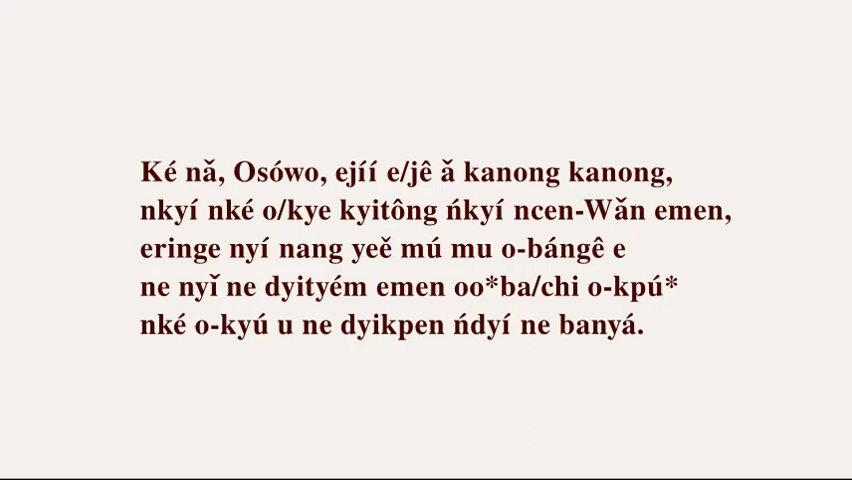 Ké nǎ, Osówo, ejíí e/jê ǎ kanong kanong,
nkyí nké o/kye kyitông ńkyí ncen-Wǎn emen,
eringe nyí nang yeě mú mu o-bángê e
ne nyǐ ne dyityém emen oo*ba/chi o-kpú*
nké o-kyú u ne dyikpen ńdyí ne banyá.